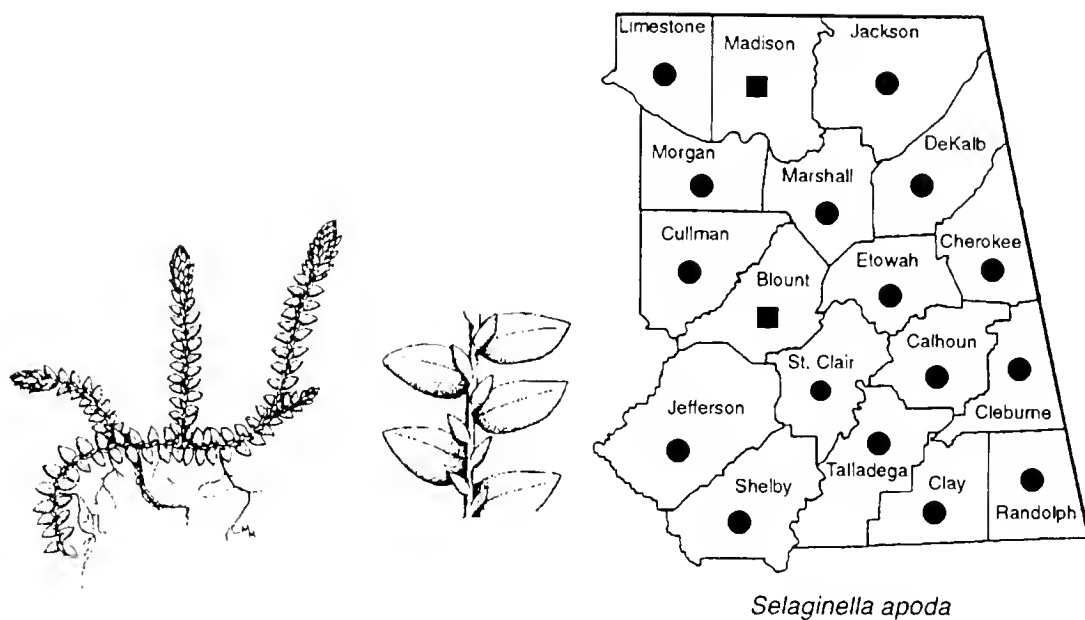 Limestone
Madison
Jackson
Morgan
Marshall
DeKalb
Cullman
Blount
Etowah
Cherokee
St. Clair
Calhoun
Cleburne
Jefferson
Talladega
Shelby
Clay
Randolph
Selaginella apoda